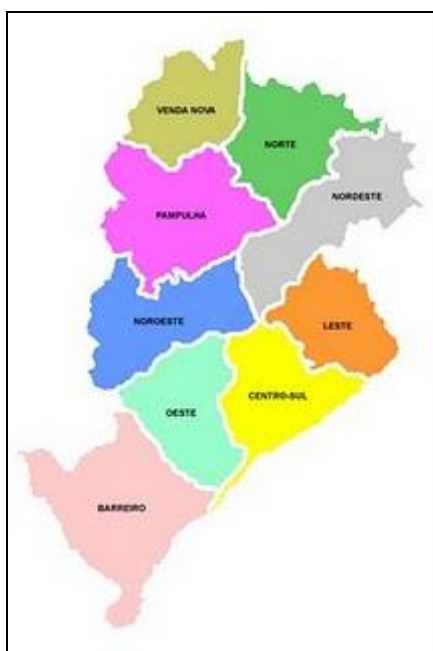 VENDA NOVA
NORTE
NORDESTE
PAMPULHA
NOROESTE
LESTE
CENTRO-SUL
OESTE
BARREIRO